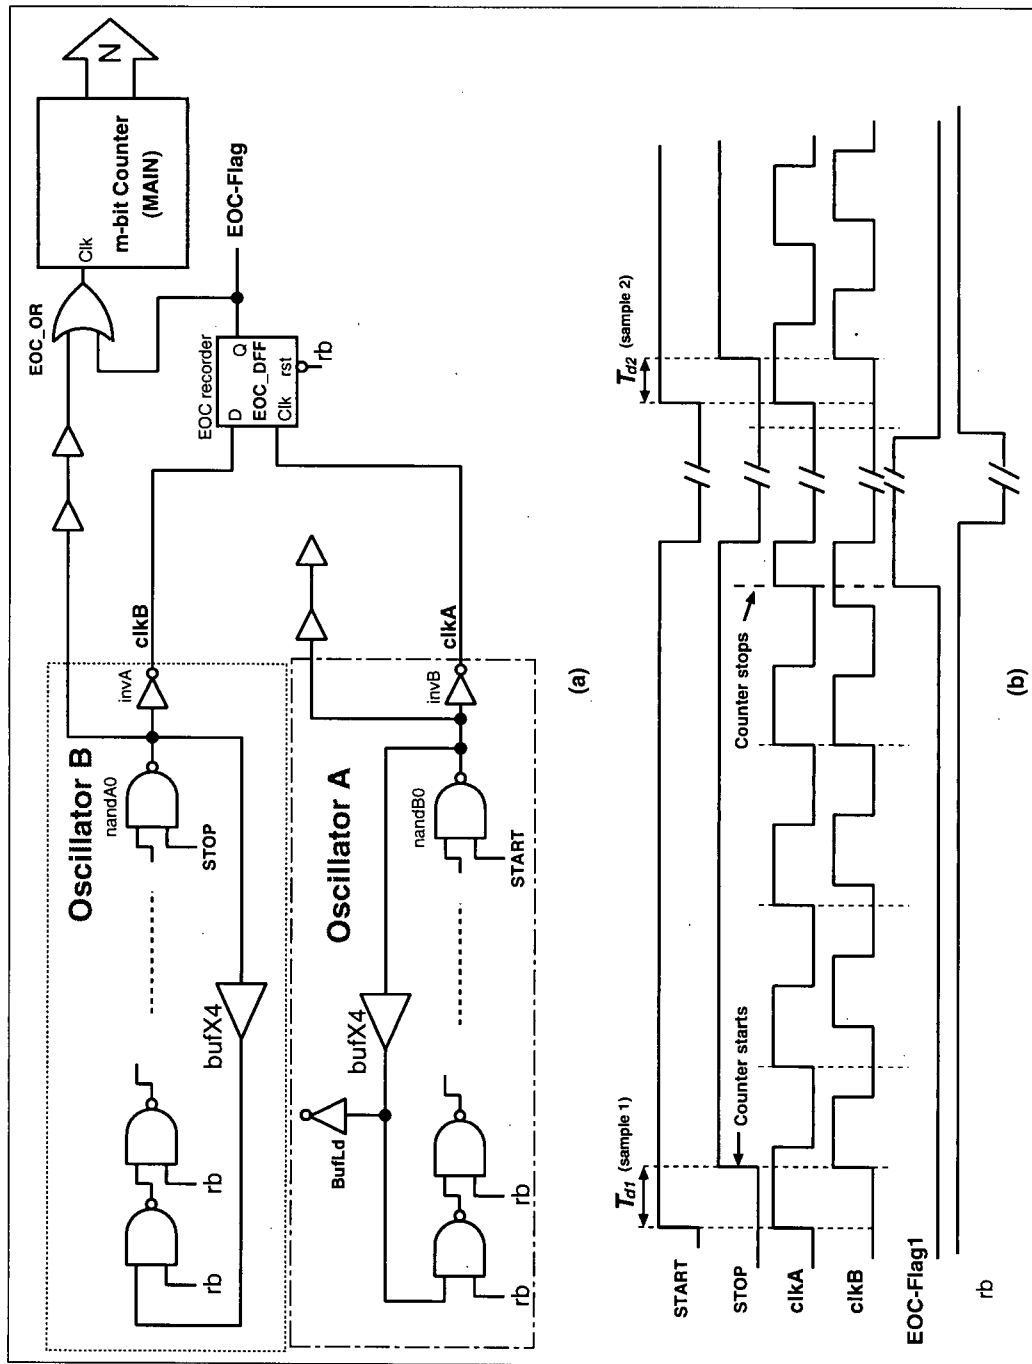 Oscillator B
nandA0
invA
clkB
rb
rb
STOP
bufX4
EOC_OR
Clk
m-bit Counter
(MAIN)
N
EOC recorder
D
Q
EOC_DFF
Clk
rst
rb
EOC-Flag
Oscillator A
BufLd
bufX4
nandB0
invB
clkA
rb
rb
START
(a)
Td1 (sample 1)
Td2 (sample 2)
START
STOP
Counter starts
Counter stops
clkA
clkB
EOC-Flag1
rb
(b)